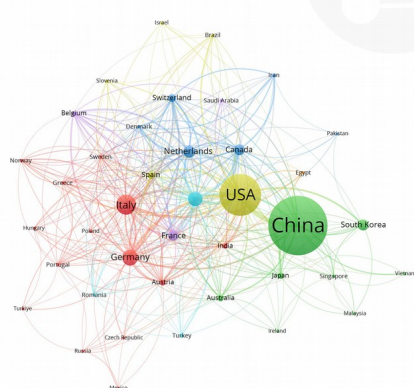 Israel
Brazil
Iran
Slovenia
Switzerland
Saudi Arabia
Belgium
Denmark
Pakistan
Netherlands
Canada
Sweden
Norway
Spain
Egypt
Greece
USA
Italy
China
South Korea
Hungary
Poland
France
India
Germany
Portugal
Japan
Singapore
Vietnam
Austria
Romania
Australia
Turkiye
Malaysia
Ireland
Czech Republic
Turkey
Russia
Mexico